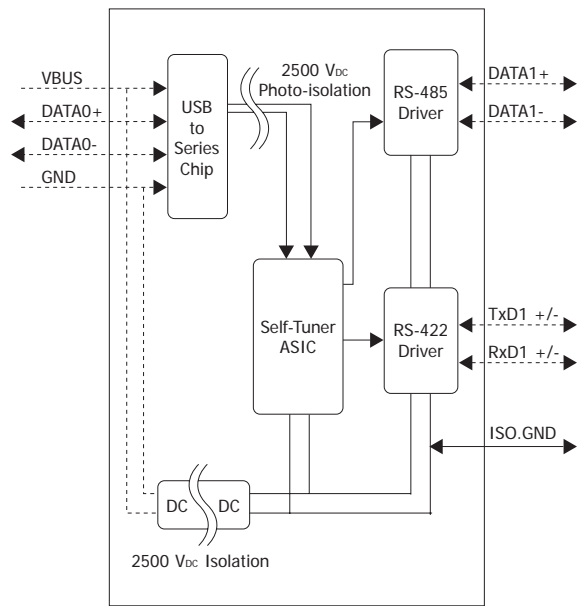 VBUS
DATA0+
DATA0-
GND
USB
to
Series
Chip
2500 VDC
Photo-isolation
RS-485
Driver
DATA1+
DATA1-
Self-Tuner
ASIC
RS-422
Driver
TxD1 +/-
RxD1 +/-
ISO.GND
DC
DC
2500 VDC Isolation